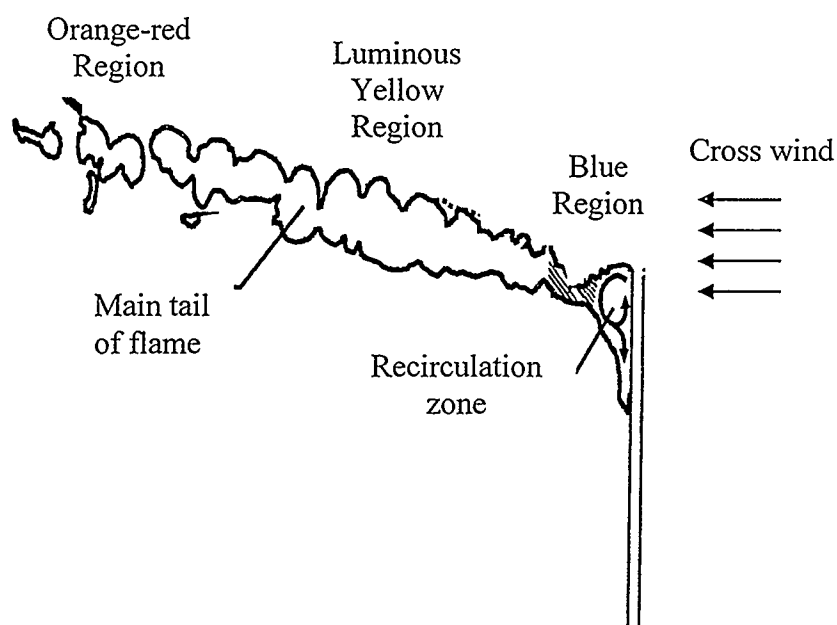 Orange-red
Region
Luminous
Yellow
Region
Blue
Region
Cross wind
Main tail
of flame
Recirculation
zone